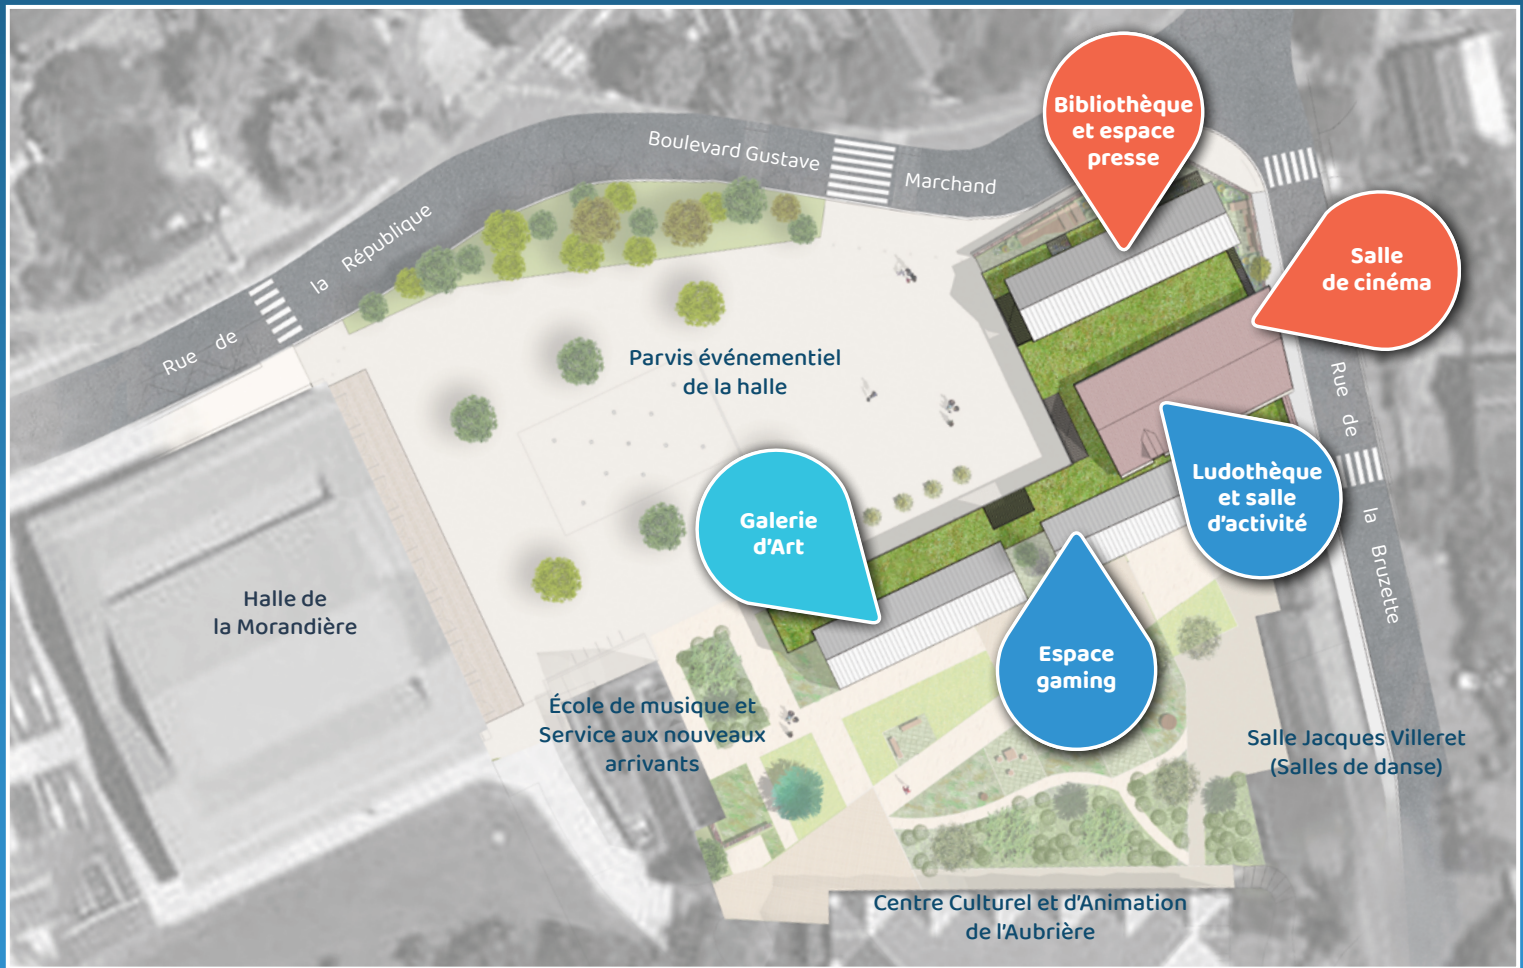 Bibliothèque
et espace
presse
Boulevard Gustave
Marchand
Salle
de cinéma
Rue de
la République
Parvis événementiel
de la halle
Rue de
la Bruzette
Ludothèque
et salle
d'activité
Galerie
d'Art
Halle de
la Morandière
Espace
gaming
École de musique et
Service aux nouveaux
arrivants
Salle Jacques Villeret
(Salles de danse)
Centre Culturel et d'Animation
de l'Aubrière